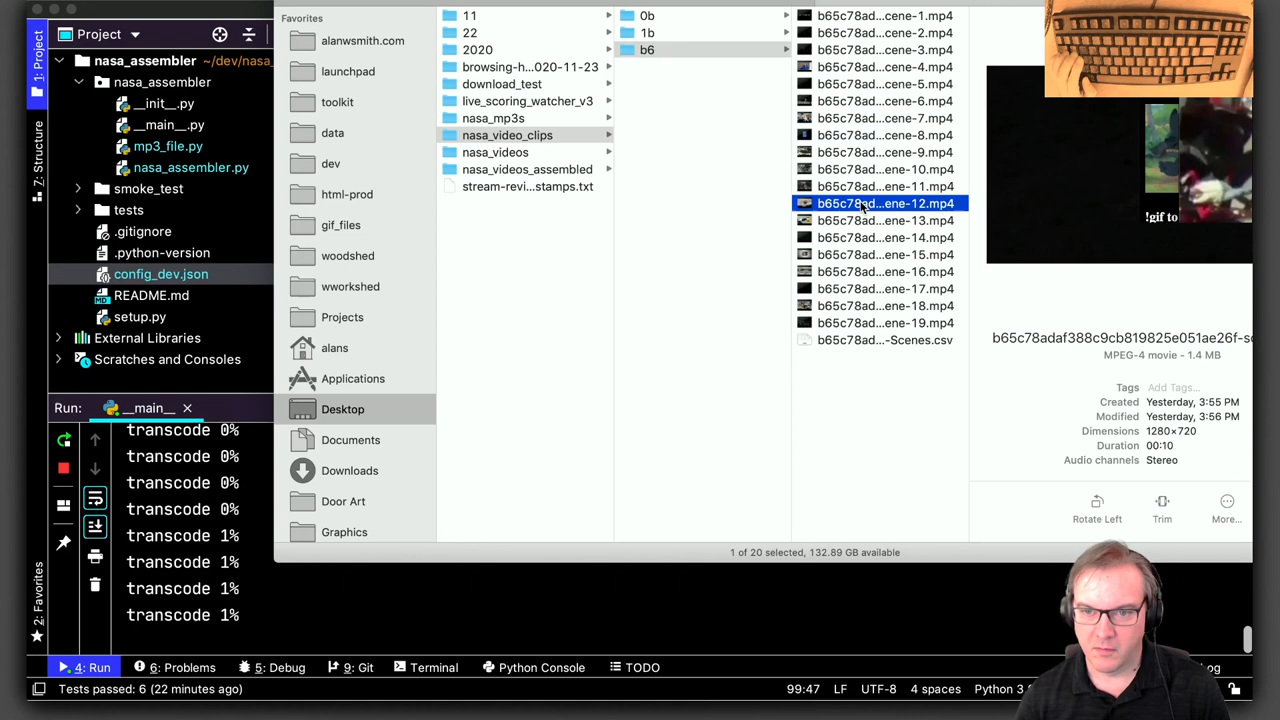 1: Project
Project
nasa_assembler ~/dev/nasa_
nasa_assembler
__init__.py
__main__.py
mp3_file.py
nasa_assembler.py
smoke_test
tests
.gitignore
.python-version
config_dev.json
README.md
setup.py
External Libraries
Scratches and Consoles
Z: Structure
2: Favorites
Run: __main__
transcode 0%
transcode 0%
transcode 0%
transcode 0%
transcode 1%
transcode 1%
transcode 1%
transcode 1%
Favorites
alanwsmith.com
launchpad
toolkit
data
dev
html-prod
gif_files
woodshed
wworkshed
Projects
alans
Applications
Desktop
Documents
Downloads
Door Art
Graphics
11
22
2020
browsing-h...020-11-23
download_test
live_scoring_watcher_v3
nasa_mp3s
nasa_video_clips
nasa_videos
nasa_videos_assembled
stream-revi...stamps.txt
0b
1b
b6
b65c78ad...cene-1.mp4
b65c78ad...cene-2.mp4
b65c78ad...cene-3.mp4
b65c78ad...cene-4.mp4
b65c78ad...cene-5.mp4
b65c78ad...cene-6.mp4
b65c78ad...cene-7.mp4
b65c78ad...cene-8.mp4
b65c78ad...cene-9.mp4
b65c78ad...ene-10.mp4
b65c78ad...ene-11.mp4
b65c78ad...ene-12.mp4
b65c78ad...ene-13.mp4
b65c78ad...ene-14.mp4
b65c78ad...ene-15.mp4
b65c78ad...ene-16.mp4
b65c78ad...ene-17.mp4
b65c78ad...ene-18.mp4
b65c78ad...ene-19.mp4
b65c78ad...-Scenes.csv
!gif to
b65c78adaf388c9cb819825e051ae26f-sc
MPEG-4 movie - 1.4 MB
Tags Add Tags...
Created Yesterday, 3:55 PM
Modified Yesterday, 3:56 PM
Dimensions 1280×720
Duration 00:10
Audio channels Stereo
Rotate Left Trim More...
1 of 20 selected, 132.89 GB available
4: Run 6: Problems 5: Debug 9: Git Terminal Python Console TODO
Tests passed: 6 (22 minutes ago) 99:47 LF UTF-8 4 spaces Python 3